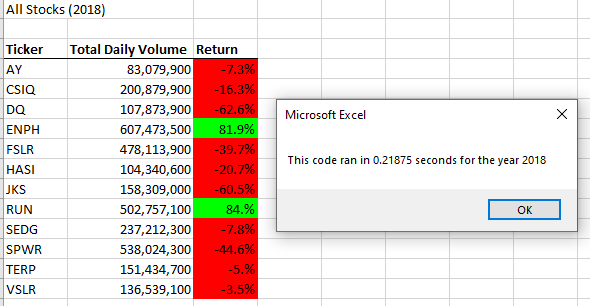 All Stocks (2018)
Ticker Total Daily Volume Return
AY 83,079,900 -7.3%
CSIQ 200,879,900 -16.3%
DQ 107,873,900 -62.6%
ENPH 607,473,500 81.9%
FSLR 478,113,900 -39.7%
HASI 104,340,600 -20.7%
JKS 158,309,000 -60.5%
RUN 502,757,100 84.%
SEDG 237,212,300 -7.8%
SPWR 538,024,300 -44.6%
TERP 151,434,700 -5.%
VSLR 136,539,100 -3.5%
Microsoft Excel
This code ran in 0.21875 seconds for the year 2018
OK